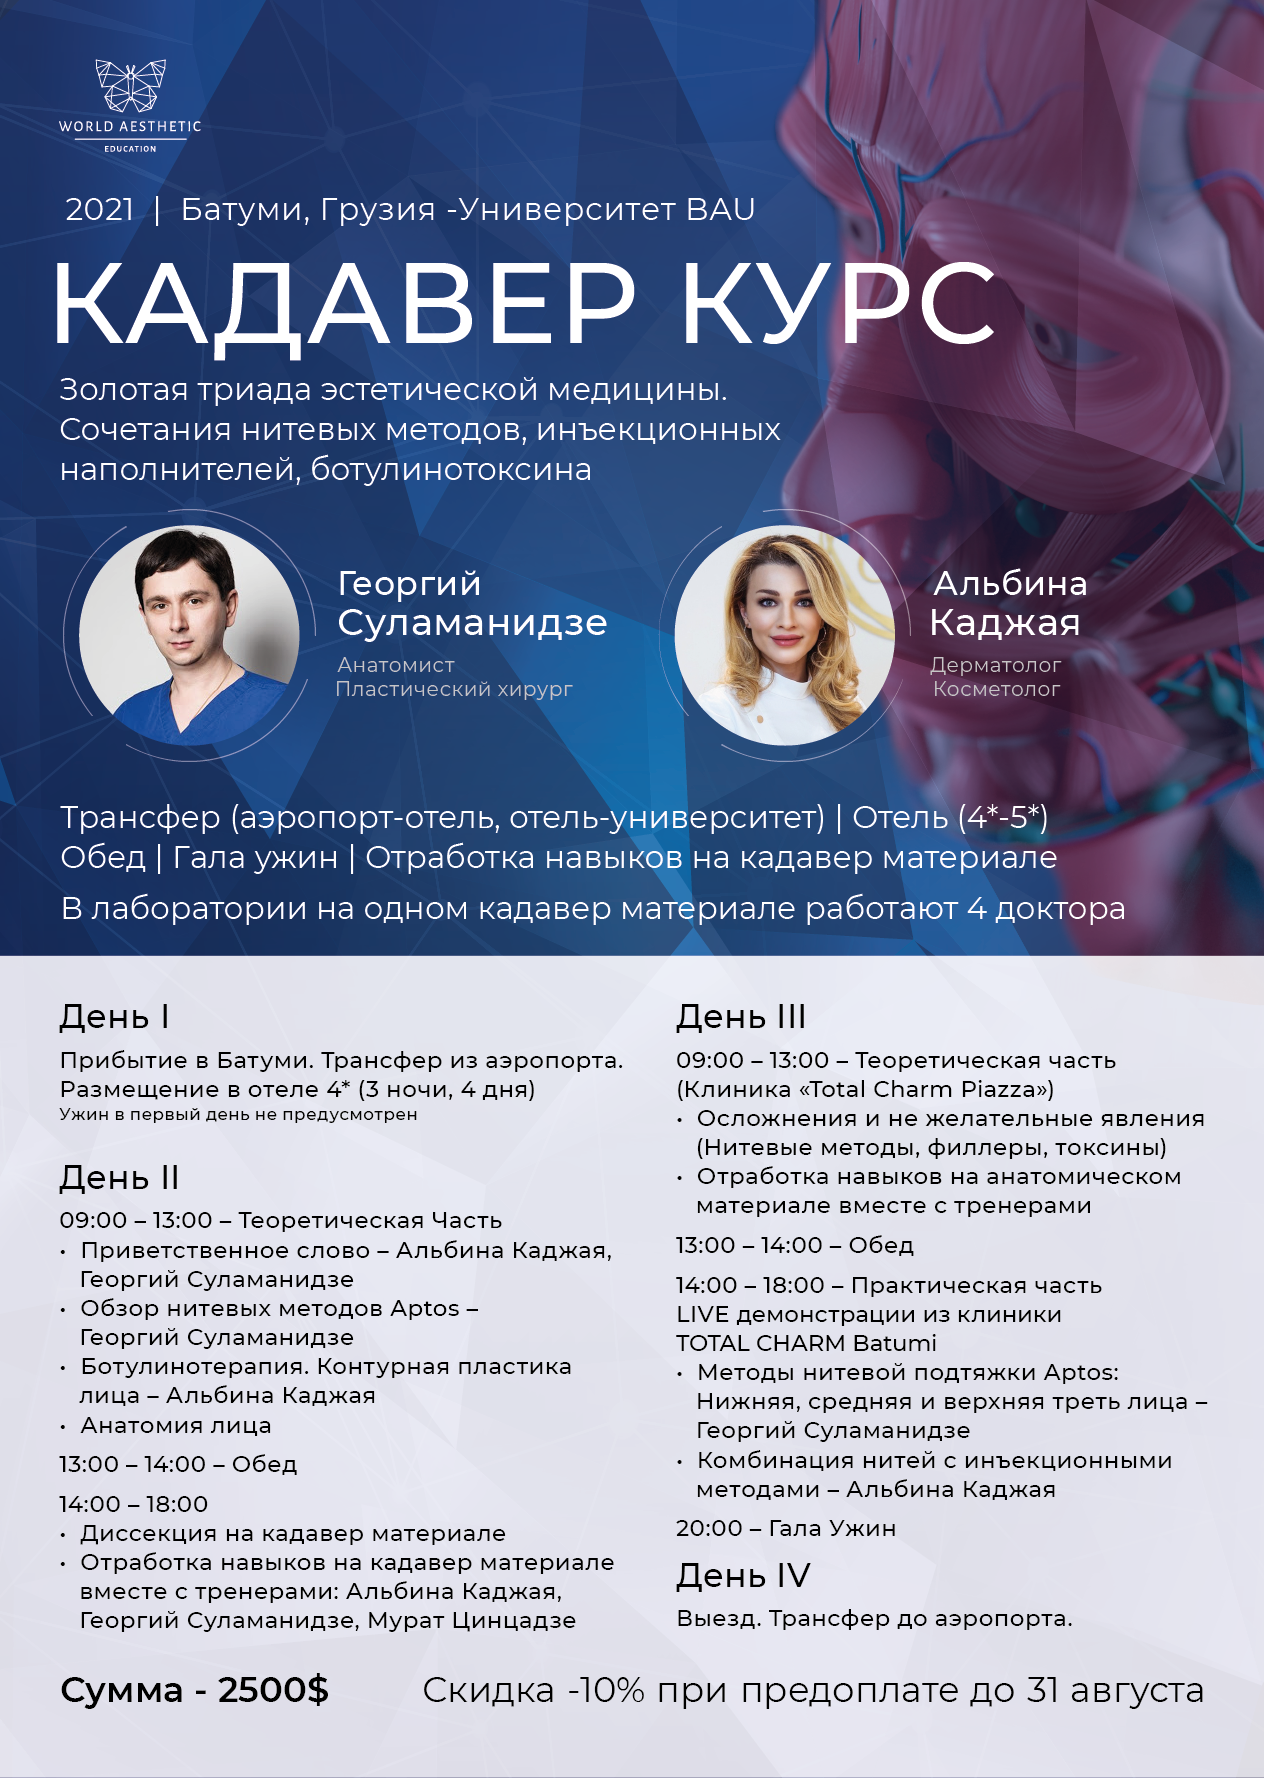 WORLD AESTHETIC
EDUCATION
2021 | Батуми, Грузия -Университет BAU
КАДАВЕР КУРС
Золотая триада эстетической медицины.
Сочетания нитевых методов, инъекционных
наполнителей, ботулинотоксина
Георгий
Суламанидзе
Анатомист
Пластический хирург
Альбина
Каджая
Дерматолог
Косметолог
Трансфер (аэропорт-отель, отель-университет) | Отель (4*-5*)
Обед | Гала ужин | Отработка навыков на кадавер материале
В лаборатории на одном кадавер материале работают 4 доктора
День I
Прибытие в Батуми. Трансфер из аэропорта.
Размещение в отеле 4* (3 ночи, 4 дня)
Ужин в первый день не предусмотрен
День II
09:00 – 13:00 – Теоретическая Часть
• Приветственное слово – Альбина Каджая,
Георгий Суламанидзе
• Обзор нитевых методов Aptos –
Георгий Суламанидзе
• Ботулинотерапия. Контурная пластика
лица – Альбина Каджая
• Анатомия лица
13:00 – 14:00 – Обед
14:00 – 18:00
• Диссекция на кадавер материале
• Отработка навыков на кадавер материале
вместе с тренерами: Альбина Каджая,
Георгий Суламанидзе, Мурат Цинцадзе
День III
09:00 – 13:00 – Теоретическая часть
(Клиника «Total Charm Piazza»)
• Осложнения и не желательные явления
(Нитевые методы, филлеры, токсины)
• Отработка навыков на анатомическом
материале вместе с тренерами
13:00 – 14:00 – Обед
14:00 – 18:00 – Практическая часть
LIVE демонстрации из клиники
TOTAL CHARM Batumi
• Методы нитевой подтяжки Aptos:
Нижняя, средняя и верхняя треть лица –
Георгий Суламанидзе
• Комбинация нитей с инъекционными
методами – Альбина Каджая
20:00 – Гала Ужин
День IV
Выезд. Трансфер до аэропорта.
Сумма - 2500$
Скидка -10% при предоплате до 31 августа